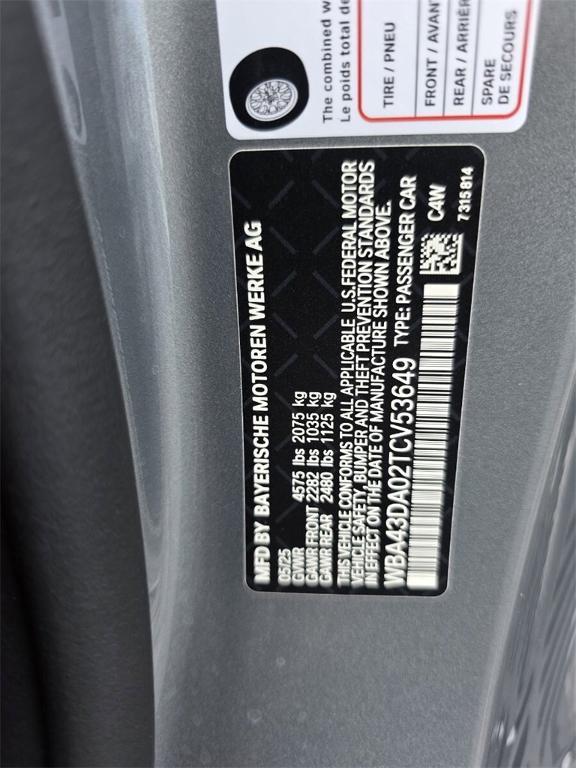 The combined w
Le poids total de
TIRE / PNEU
FRONT / AVANT
REAR / ARRIÈRE
SPARE
DE SECOURS
MFD BY BAYERISCHE MOTOREN WERKE AG
05/25
GVWR 4575 lbs 2075 kg
GAWR FRONT 2282 lbs 1035 kg
GAWR REAR 2480 lbs 1125 kg
THIS VEHICLE CONFORMS TO ALL APPLICABLE U.S.FEDERAL MOTOR
VEHICLE SAFETY, BUMPER AND THEFT PREVENTION STANDARDS
IN EFFECT ON THE DATE OF MANUFACTURE SHOWN ABOVE.
WBA43DA02TCV53649 TYPE: PASSENGER CAR
C4W
7315814